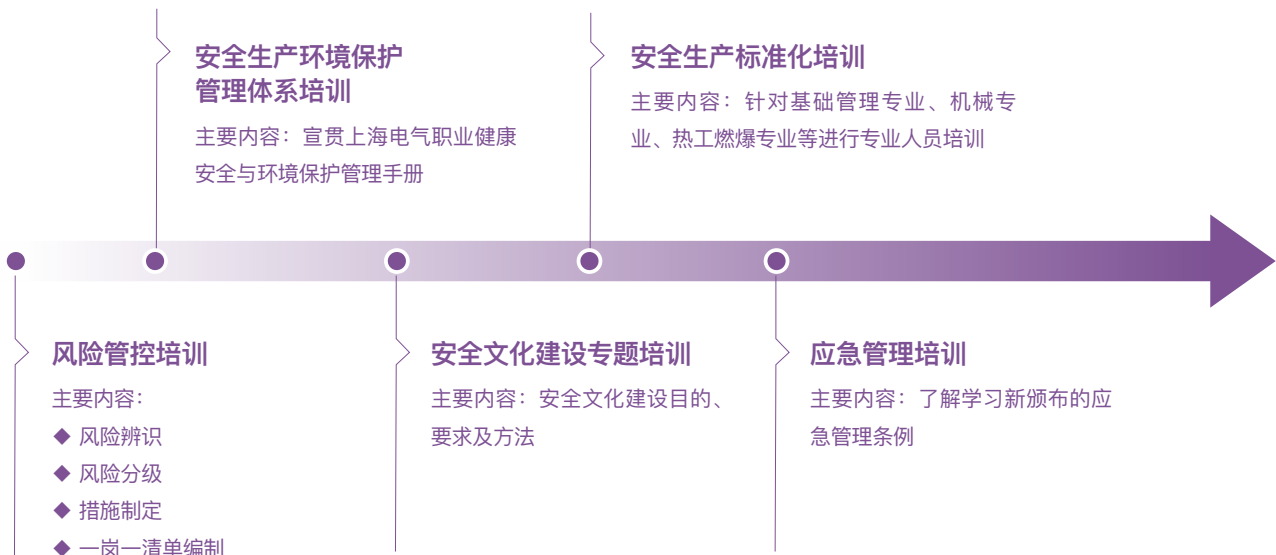 安全生产环境保护
管理体系培训
主要内容：宣贯上海电气职业健康
安全与环境保护管理手册
安全生产标准化培训
主要内容：针对基础管理专业、机械专
业、热工燃爆专业等进行专业人员培训
风险管控培训
主要内容：
◆ 风险辨识
◆ 风险分级
◆ 措施制定
◆ 一岗一清单编制
安全文化建设专题培训
主要内容：安全文化建设目的、
要求及方法
应急管理培训
主要内容：了解学习新颁布的应
急管理条例